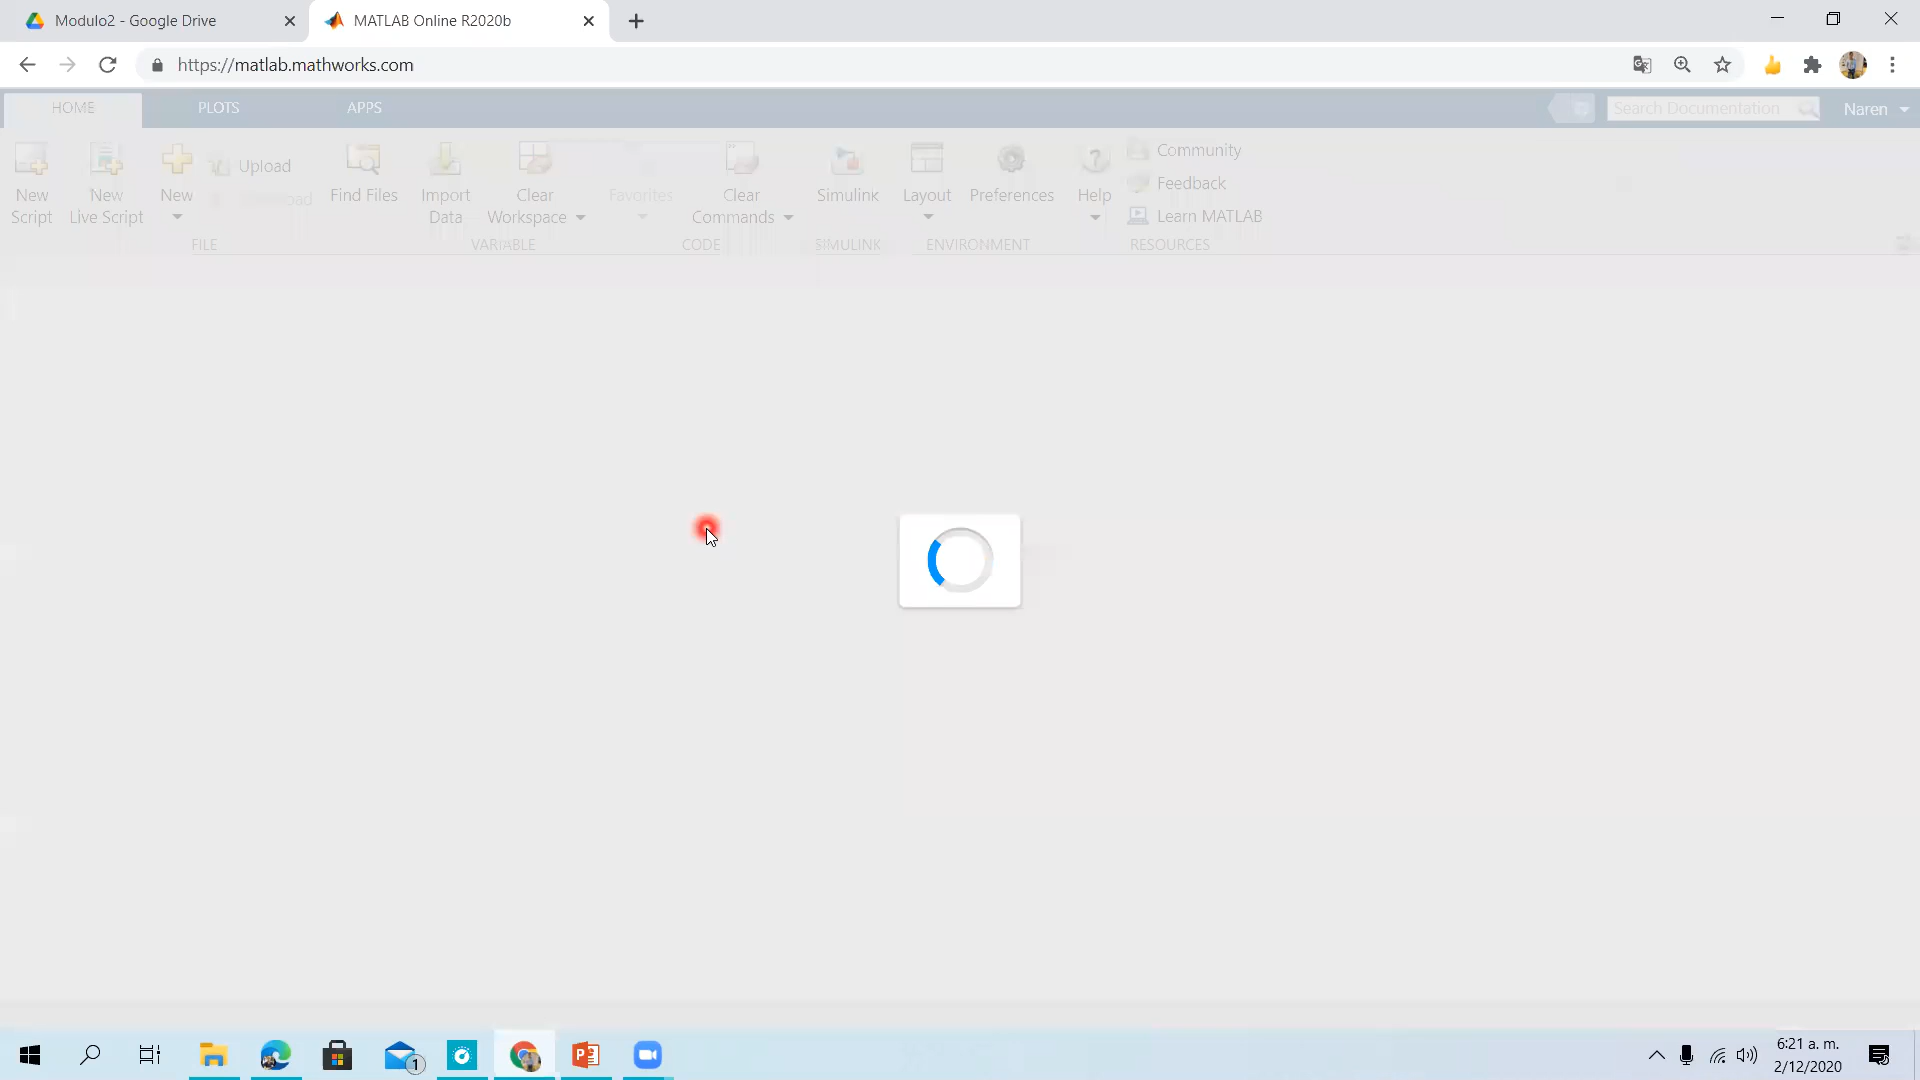 Modulo2 - Google Drive
MATLAB Online R2020b
https://matlab.mathworks.com
HOME
PLOTS
APPS
Search Documentation
Naren
New Script
New Live Script
New
Upload
Find Files
Import Data
Clear Workspace
Favorites
Clear Commands
Simulink
Layout
Preferences
Help
Community
Feedback
Learn MATLAB
FILE
VARIABLE
CODE
SIMULINK
ENVIRONMENT
RESOURCES
1
6:21 a. m.
2/12/2020